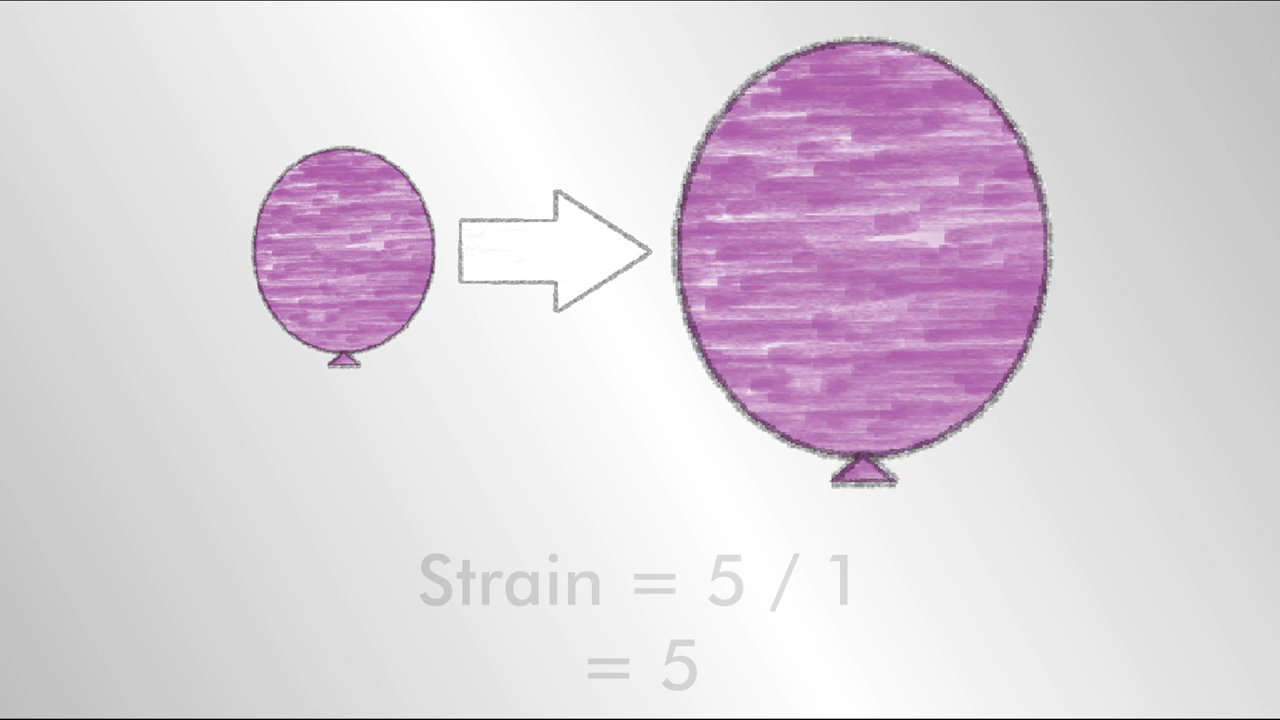 Strain = 5 / 1
= 5